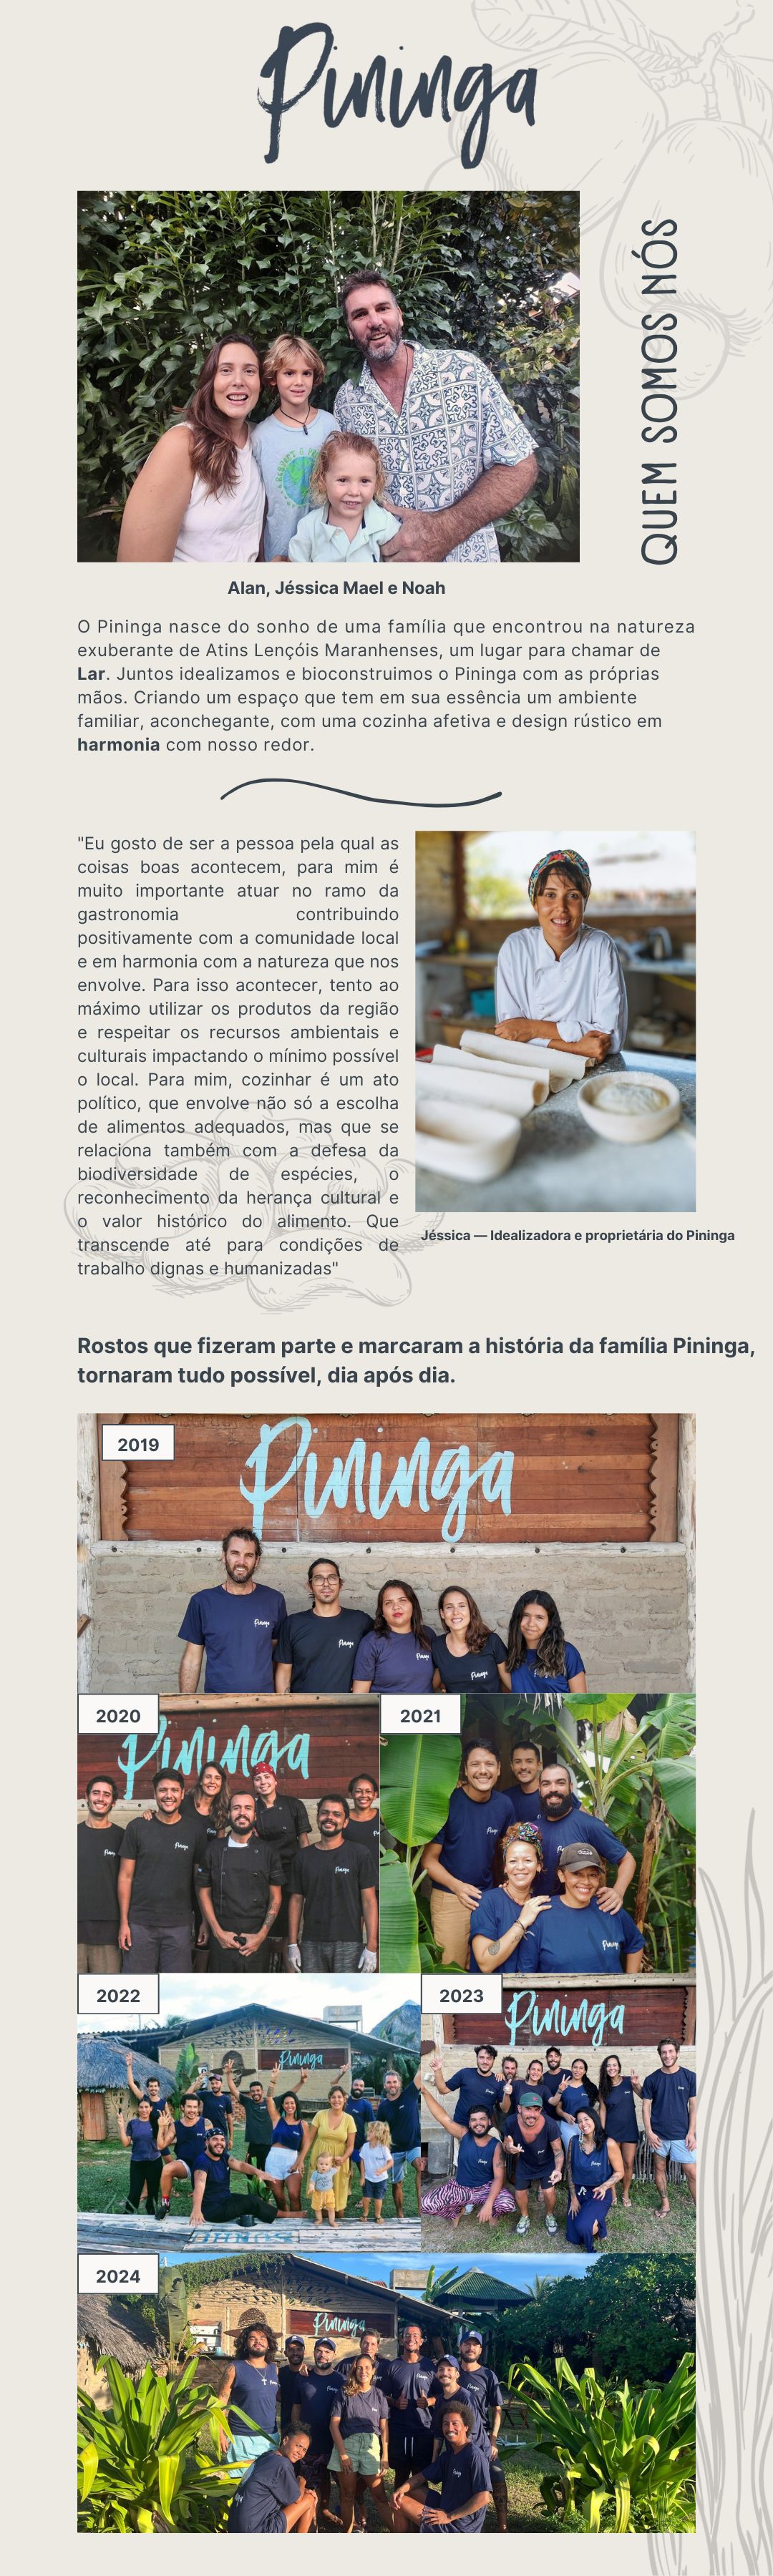 Pininga
QUEM SOMOS NÓS
Alan, Jéssica Mael e Noah
O Pininga nasce do sonho de uma família que encontrou na natureza
exuberante de Atins Lençóis Maranhenses, um lugar para chamar de
Lar. Juntos idealizamos e bioconstruimos o Pininga com as próprias
mãos. Criando um espaço que tem em sua essência um ambiente
familiar, aconchegante, com uma cozinha afetiva e design rústico em
harmonia com nosso redor.
"Eu gosto de ser a pessoa pela qual as
coisas boas acontecem, para mim é
muito importante atuar no ramo da
gastronomia contribuindo
positivamente com a comunidade local
e em harmonia com a natureza que nos
envolve. Para isso acontecer, tento ao
máximo utilizar os produtos da região
e respeitar os recursos ambientais e
culturais impactando o mínimo possível
o local. Para mim, cozinhar é um ato
político, que envolve não só a escolha
de alimentos adequados, mas que se
relaciona também com a defesa da
biodiversidade de espécies, o
reconhecimento da herança cultural e
o valor histórico do alimento. Que
transcende até para condições de
trabalho dignas e humanizadas"
Jéssica — Idealizadora e proprietária do Pininga
Rostos que fizeram parte e marcaram a história da família Pininga,
tornaram tudo possível, dia após dia.
2019
Pininga
2020
Pininga
2021
2022
Pininga
2023
Pininga
2024
Pininga